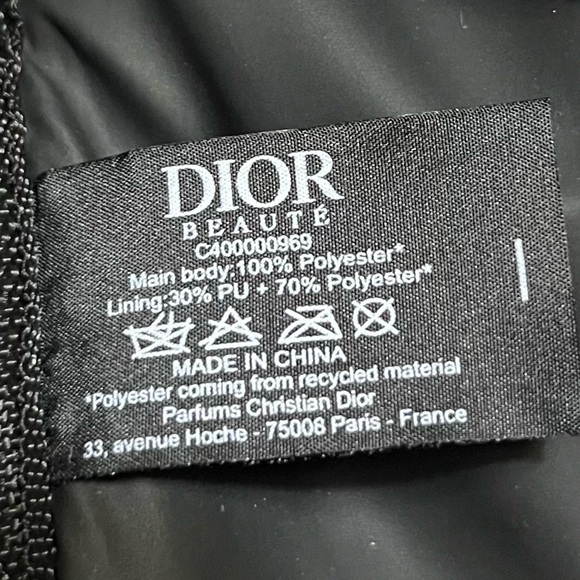 DIOR
BEAUTÉ
C400000969
Main body:100% Polyester*
Lining:30% PU + 70% Polyester*
MADE IN CHINA
*Polyester coming from recycled material
Parfums Christian Dior
33, avenue Hoche - 75008 Paris - France